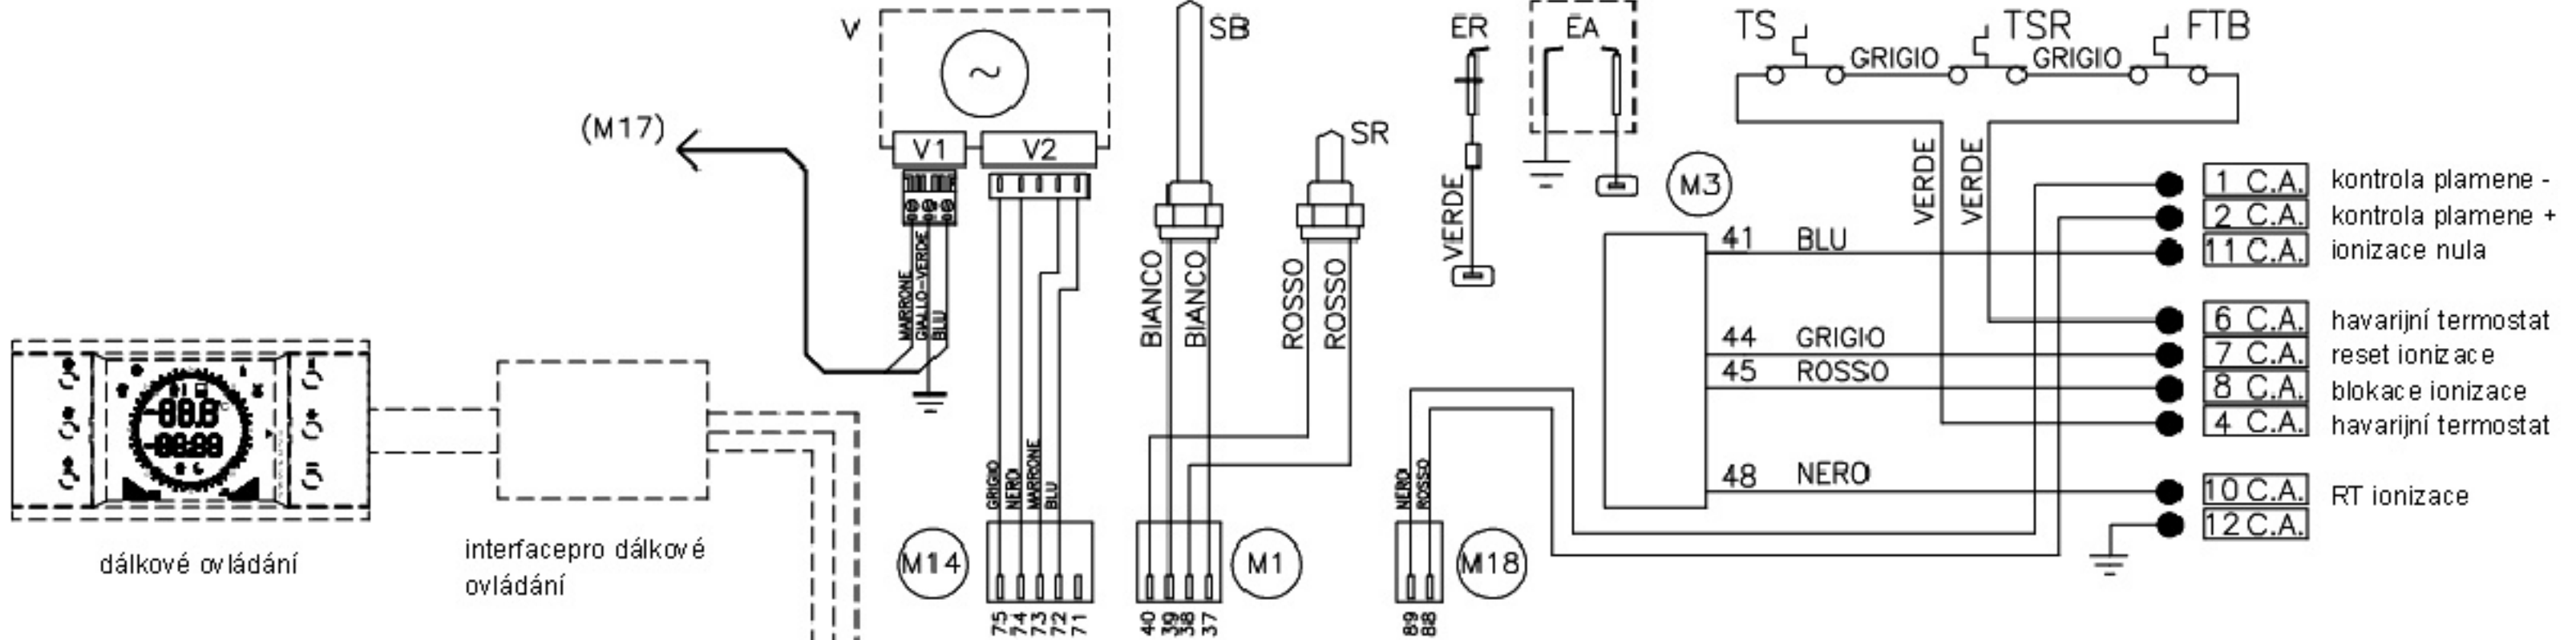 V
V1
V2
(M17)
MARRONE
GIALLO-VERDE
BLU
GRIGIO
NERO
MARRONE
BLU
M14
75
74
73
72
71
SB
SR
BIANCO
BIANCO
ROSSO
ROSSO
M1
40
39
38
37
ER
EA
VERDE
NERO
ROSSO
M18
89
88
TS
GRIGIO
TSR
GRIGIO
FTB
VERDE
VERDE
M3
41 BLU
44 GRIGIO
45 ROSSO
48 NERO
1 C.A. kontrola plamene -
2 C.A. kontrola plamene +
11 C.A. ionizace nula
6 C.A. havarijní termostat
7 C.A. reset ionizace
8 C.A. blokace ionizace
4 C.A. havarijní termostat
10 C.A. RT ionizace
12 C.A.
88.8
88:88
dálkové ovládání
interfacepro dálkové
ovládání